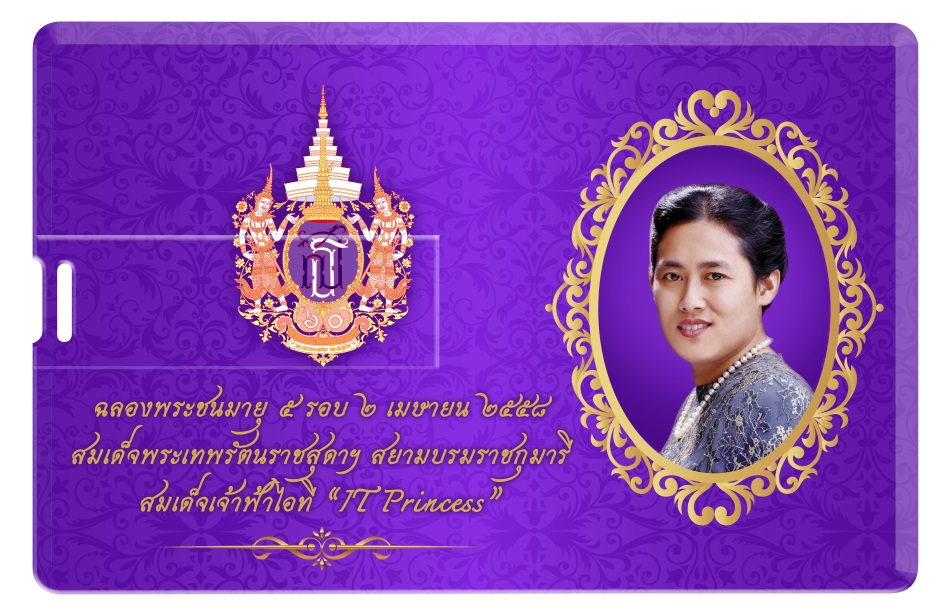 ฉลองพระชนมายุ ๕ รอบ ๒ เมษายน ๒๕๕๘
สมเด็จพระเทพรัตนราชสุดาฯ สยามบรมราชกุมารี
สมเด็จเจ้าฟ้าไอที “IT Princess”